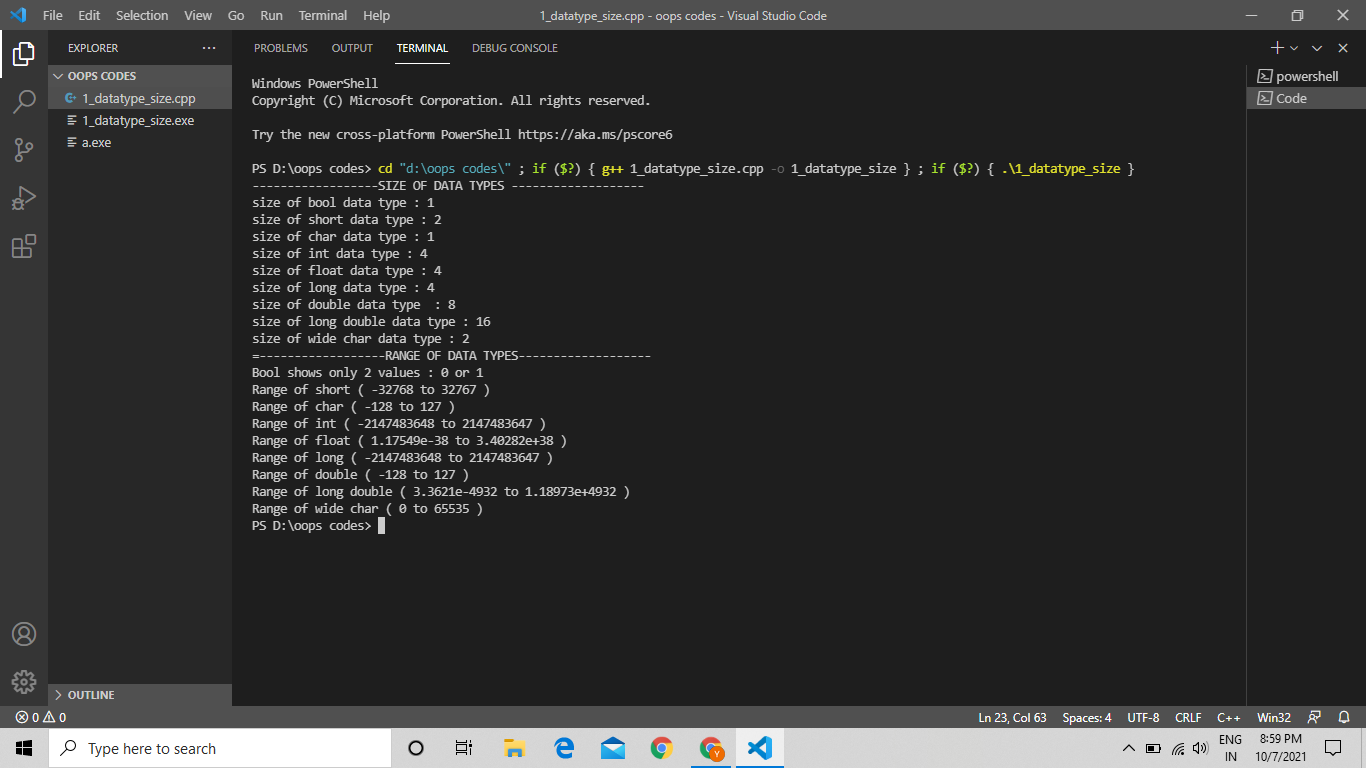 File Edit Selection View Go Run Terminal Help
1_datatype_size.cpp - oops codes - Visual Studio Code
EXPLORER
OOPS CODES
1_datatype_size.cpp
1_datatype_size.exe
a.exe
OUTLINE
PROBLEMS OUTPUT TERMINAL DEBUG CONSOLE
Windows PowerShell
Copyright (C) Microsoft Corporation. All rights reserved.
Try the new cross-platform PowerShell https://aka.ms/pscore6
PS D:\oops codes> cd "d:\oops codes\" ; if ($?) { g++ 1_datatype_size.cpp -o 1_datatype_size } ; if ($?) { .\1_datatype_size }
------------------SIZE OF DATA TYPES -------------------
size of bool data type : 1
size of short data type : 2
size of char data type : 1
size of int data type : 4
size of float data type : 4
size of long data type : 4
size of double data type  : 8
size of long double data type : 16
size of wide char data type : 2
=------------------RANGE OF DATA TYPES-------------------
Bool shows only 2 values : 0 or 1
Range of short ( -32768 to 32767 )
Range of char ( -128 to 127 )
Range of int ( -2147483648 to 2147483647 )
Range of float ( 1.17549e-38 to 3.40282e+38 )
Range of long ( -2147483648 to 2147483647 )
Range of double ( -128 to 127 )
Range of long double ( 3.3621e-4932 to 1.18973e+4932 )
Range of wide char ( 0 to 65535 )
PS D:\oops codes>
powershell
Code
0 0
Ln 23, Col 63 Spaces: 4 UTF-8 CRLF C++ Win32
Type here to search
Y
ENG
IN
8:59 PM
10/7/2021